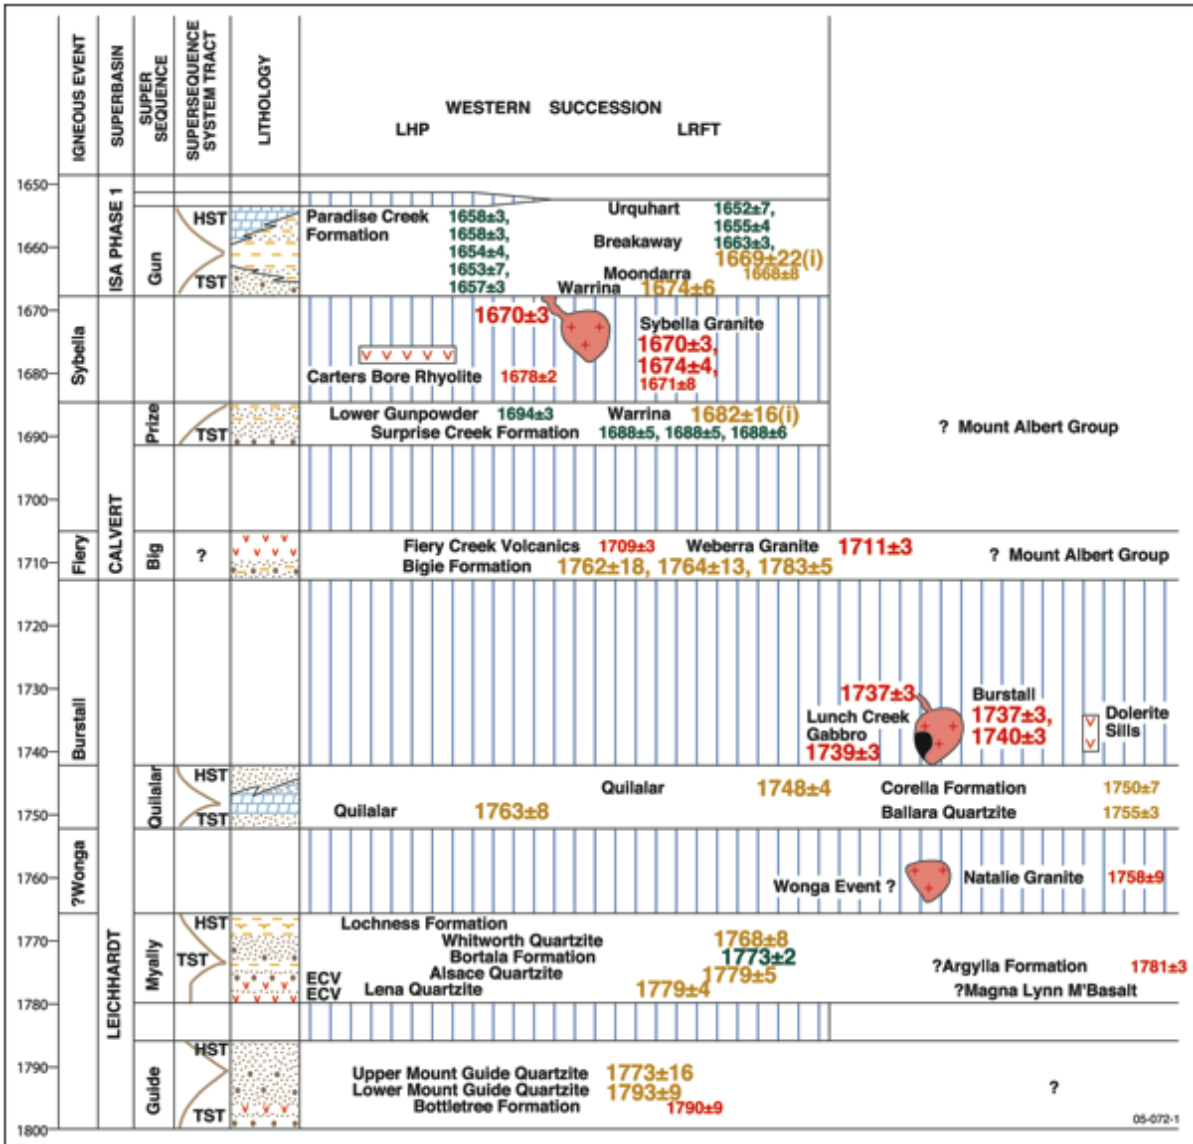 IGNEOUS EVENT
SUPERBASIN
SUPER SEQUENCE
SUPERSEQUENCE SYSTEM TRACT
LITHOLOGY
WESTERN SUCCESSION
LHP LRFT
1650
1660
1670
1680
1690
1700
1710
1720
1730
1740
1750
1760
1770
1780
1790
1800
ISA PHASE 1
Gun
HST
TST
Paradise Creek Formation
1658±3,
1658±3,
1654±4,
1653±7,
1657±3
Urquhart 1652±7,
1655±4
Breakaway 1663±3,
1669±22(i)
Moondarra 1668±8
Warrina 1674±6
Sybella
1670±3
Sybella Granite
1670±3,
1674±4,
1671±8
Carters Bore Rhyolite 1678±2
CALVERT
Prize
TST
Lower Gunpowder 1694±3 Warrina 1682±16(i)
Surprise Creek Formation 1688±5, 1688±5, 1688±6
? Mount Albert Group
Fiery
Big
?
Fiery Creek Volcanics 1709±3 Weberra Granite 1711±3
Bigie Formation 1762±18, 1764±13, 1783±5
? Mount Albert Group
Burstall
1737±3
Lunch Creek
Gabbro
1739±3
Burstall
1737±3,
1740±3
Dolerite
Sills
LEICHHARDT
Quilalar
HST
TST
Quilalar 1748±4 Corella Formation 1750±7
Quilalar 1763±8 Ballara Quartzite 1755±3
?Wonga
Wonga Event ? Natalie Granite 1758±9
Myally
HST
TST
Lochness Formation
Whitworth Quartzite 1768±8
Bortala Formation 1773±2
ECV Alsace Quartzite 1779±5
ECV Lena Quartzite 1779±4
?Argylla Formation 1781±3
?Magna Lynn M'Basalt
Guide
HST
TST
Upper Mount Guide Quartzite 1773±16
Lower Mount Guide Quartzite 1793±9
Bottletree Formation 1790±9
?
05-072-1